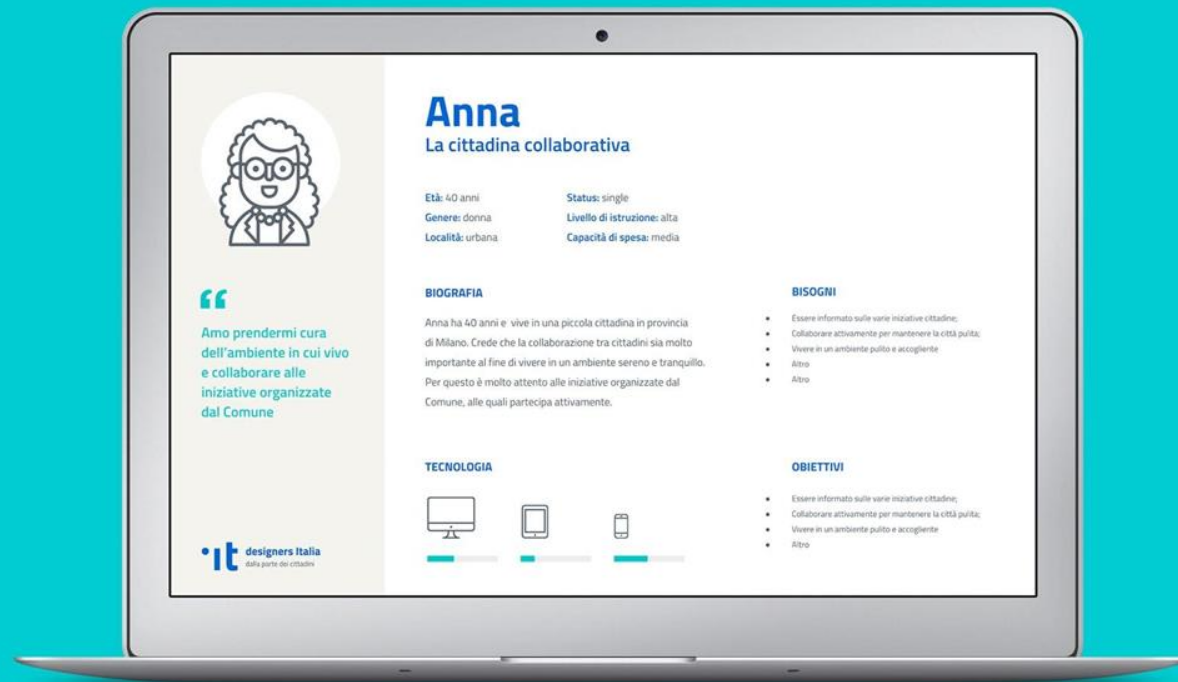 Anna
La cittadina collaborativa
Età: 40 anni
Genere: donna
Località: urbana
Status: single
Livello di istruzione: alta
Capacità di spesa: media
“
Amo prendermi cura
dell'ambiente in cui vivo
e collaborare alle
iniziative organizzate
dal Comune
BIOGRAFIA
Anna ha 40 anni e vive in una piccola cittadina in provincia
di Milano. Crede che la collaborazione tra cittadini sia molto
importante al fine di vivere in un ambiente sereno e tranquillo.
Per questo è molto attento alle iniziative organizzate dal
Comune, alle quali partecipa attivamente.
BISOGNI
• Essere informato sulle varie iniziative cittadine;
• Collaborare attivamente per mantenere la città pulita;
• Vivere in un ambiente pulito e accogliente
• Altro
• Altro
TECNOLOGIA
OBIETTIVI
• Essere informato sulle varie iniziative cittadine;
• Collaborare attivamente per mantenere la città pulita;
• Vivere in un ambiente pulito e accogliente
• Altro
it designers Italia
dalla parte dei cittadini